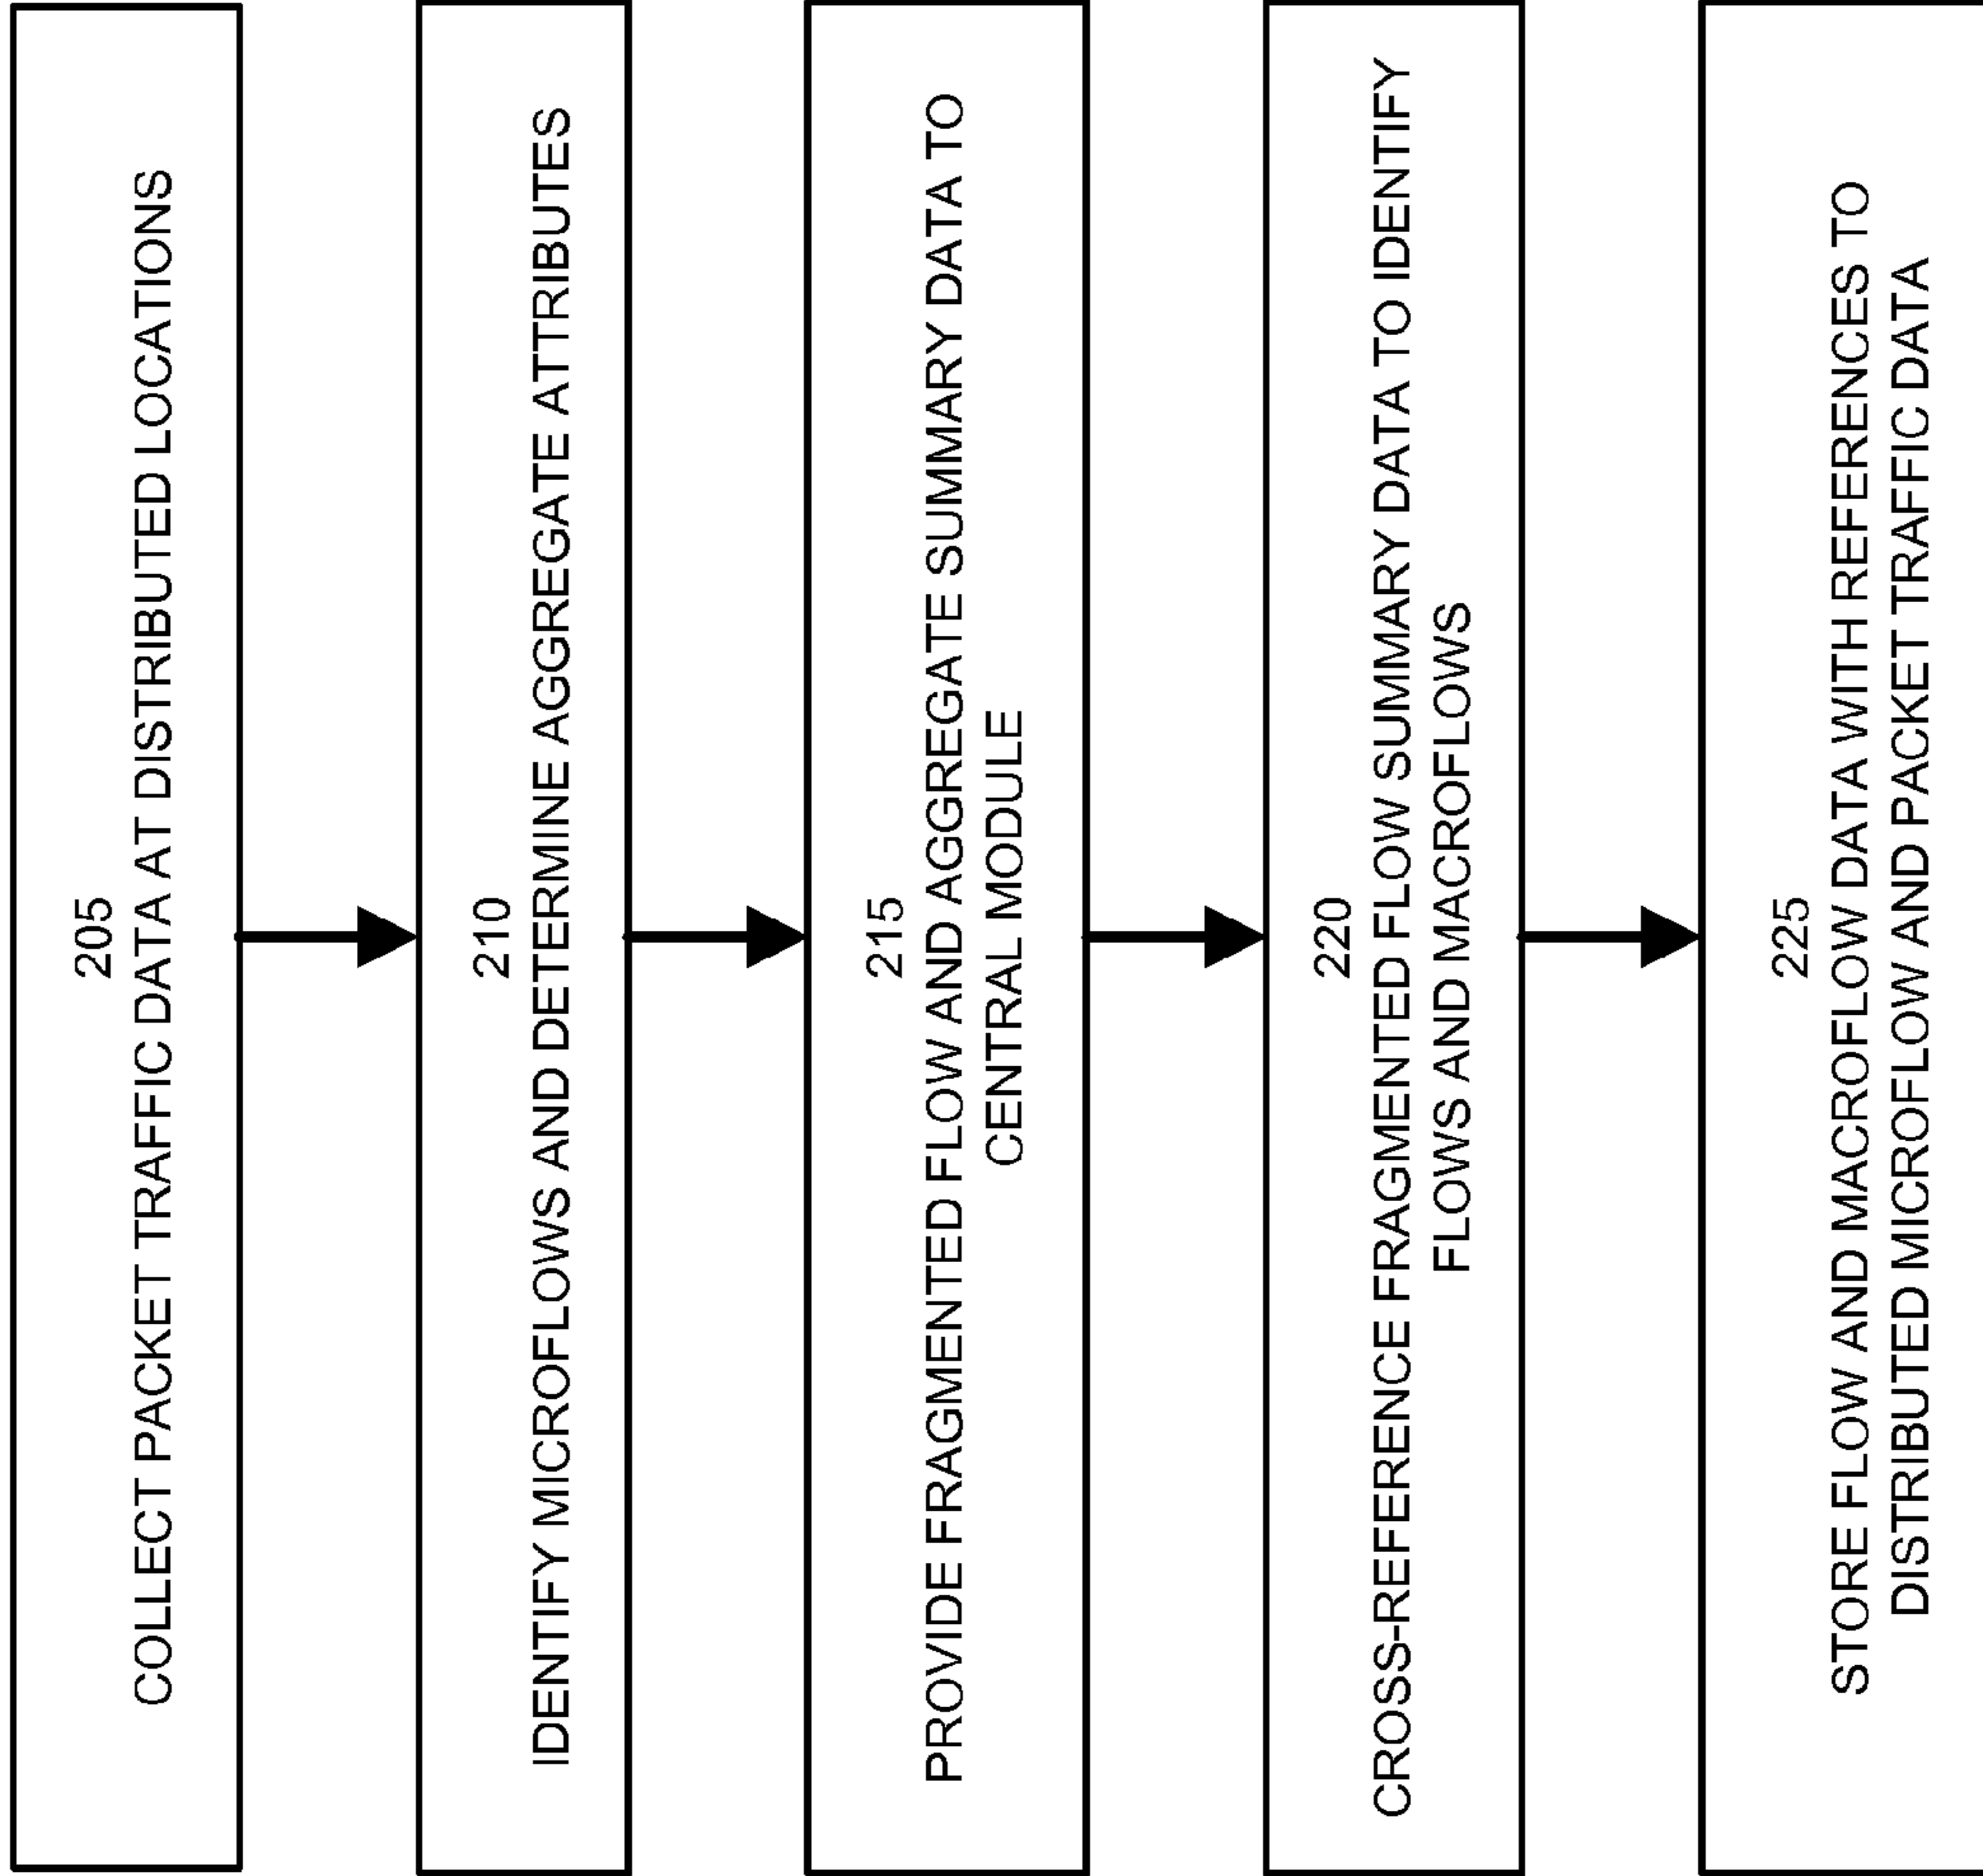 205
COLLECT PACKET TRAFFIC DATA AT DISTRIBUTED LOCATIONS
210
IDENTIFY MICROFLOWS AND DETERMINE AGGREGATE ATTRIBUTES
215
PROVIDE FRAGMENTED FLOW AND AGGREGATE SUMMARY DATA TO
CENTRAL MODULE
220
CROSS-REFERENCE FRAGMENTED FLOW SUMMARY DATA TO IDENTIFY
FLOWS AND MACROFLOWS
225
STORE FLOW AND MACROFLOW DATA WITH REFERENCES TO
DISTRIBUTED MICROFLOW AND PACKET TRAFFIC DATA